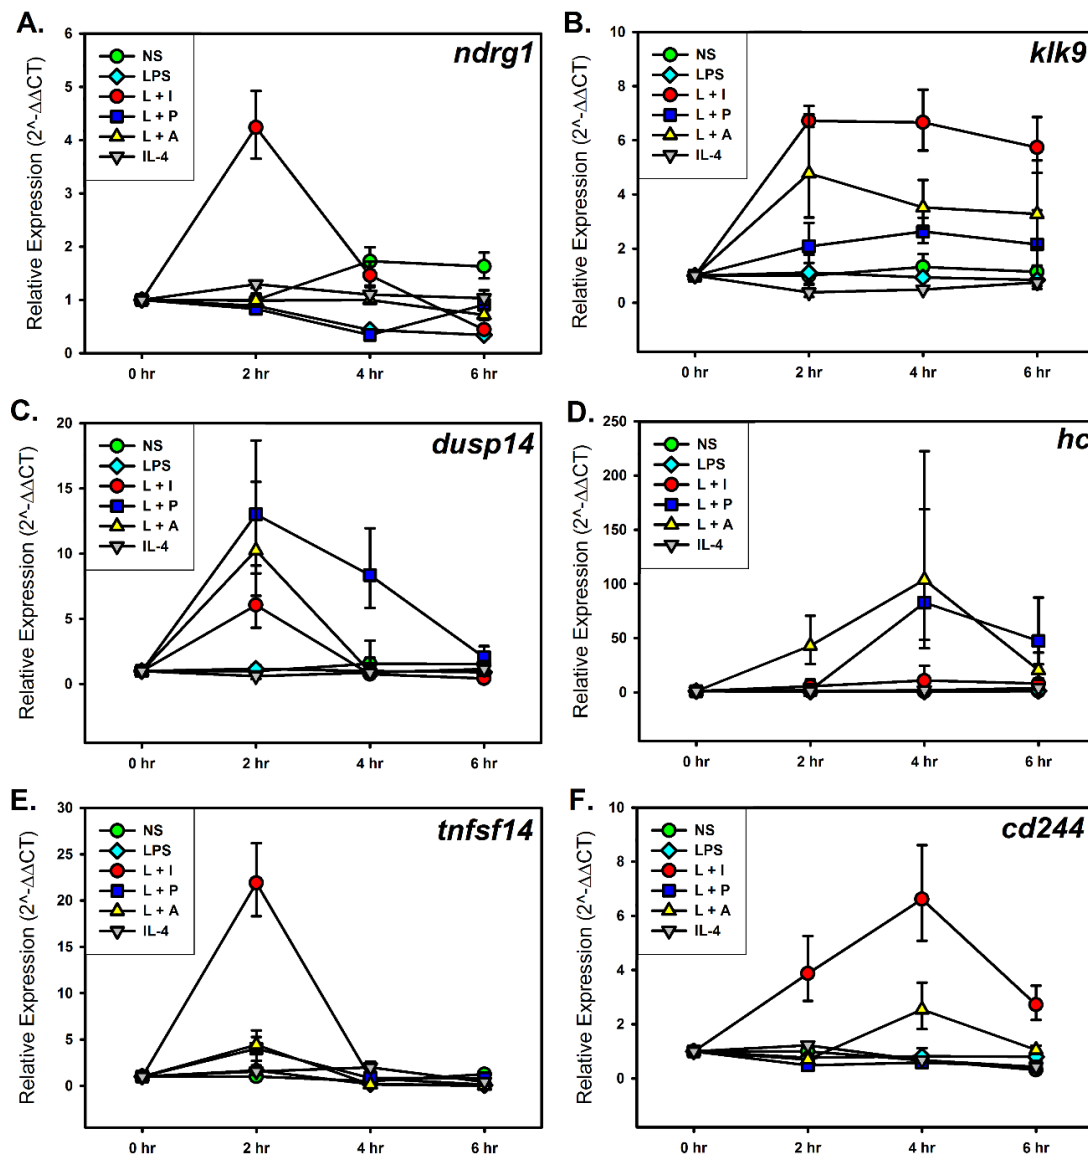 A.
ndrg1
Relative Expression (2^-ΔΔCT)
6
5
4
3
2
1
0
NS
LPS
L + I
L + P
L + A
IL-4
0 hr
2 hr
4 hr
6 hr
B.
klk9
Relative Expression (2^-ΔΔCT)
10
8
6
4
2
0
NS
LPS
L + I
L + P
L + A
IL-4
0 hr
2 hr
4 hr
6 hr
C.
dusp14
Relative Expression (2^-ΔΔCT)
20
15
10
5
0
NS
LPS
L + I
L + P
L + A
IL-4
0 hr
2 hr
4 hr
6 hr
D.
hc
Relative Expression (2^-ΔΔCT)
250
200
150
100
50
0
NS
LPS
L + I
L + P
L + A
IL-4
0 hr
2 hr
4 hr
6 hr
E.
tnfsf14
Relative Expression (2^-ΔΔCT)
30
25
20
15
10
5
0
NS
LPS
L + I
L + P
L + A
IL-4
0 hr
2 hr
4 hr
6 hr
F.
cd244
Relative Expression (2^-ΔΔCT)
10
8
6
4
2
0
NS
LPS
L + I
L + P
L + A
IL-4
0 hr
2 hr
4 hr
6 hr